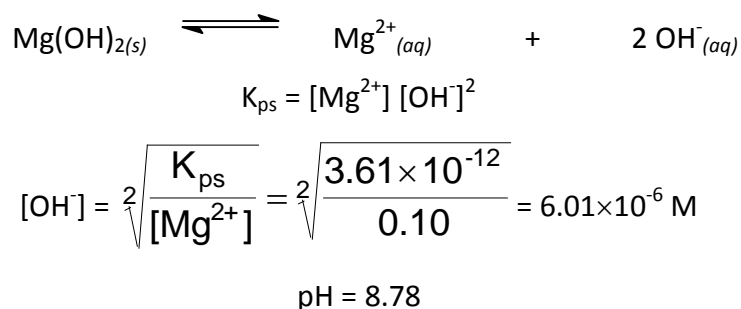 Mg(OH)₂₍s₎ ⇌ Mg²⁺(aq) + 2 OH⁻(aq)
Kps = [Mg²⁺] [OH⁻]²
[OH⁻] = ²√(Kps / [Mg²⁺]) = ²√(3.61×10⁻¹² / 0.10) = 6.01×10⁻⁶ M
pH = 8.78